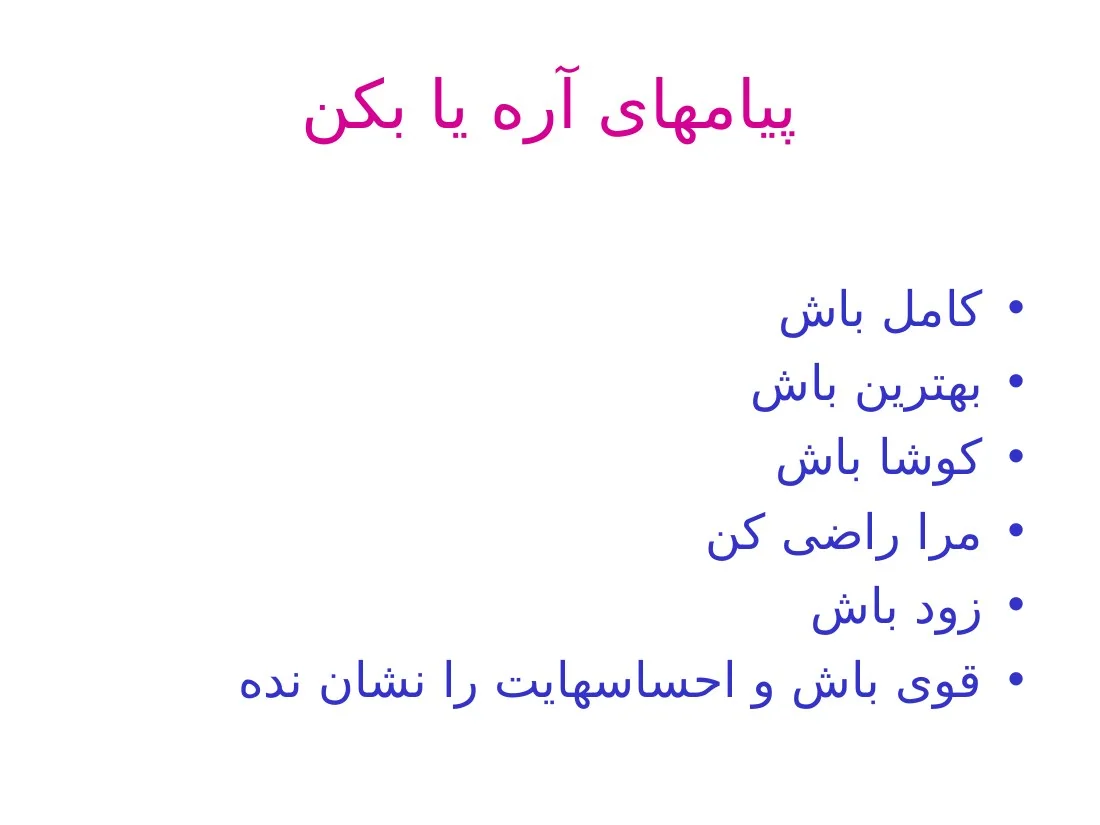 پیامهای آره یا بکن
• کامل باش
• بهترین باش
• کوشا باش
• مرا راضی کن
• زود باش
• قوی باش و احساسهایت را نشان نده